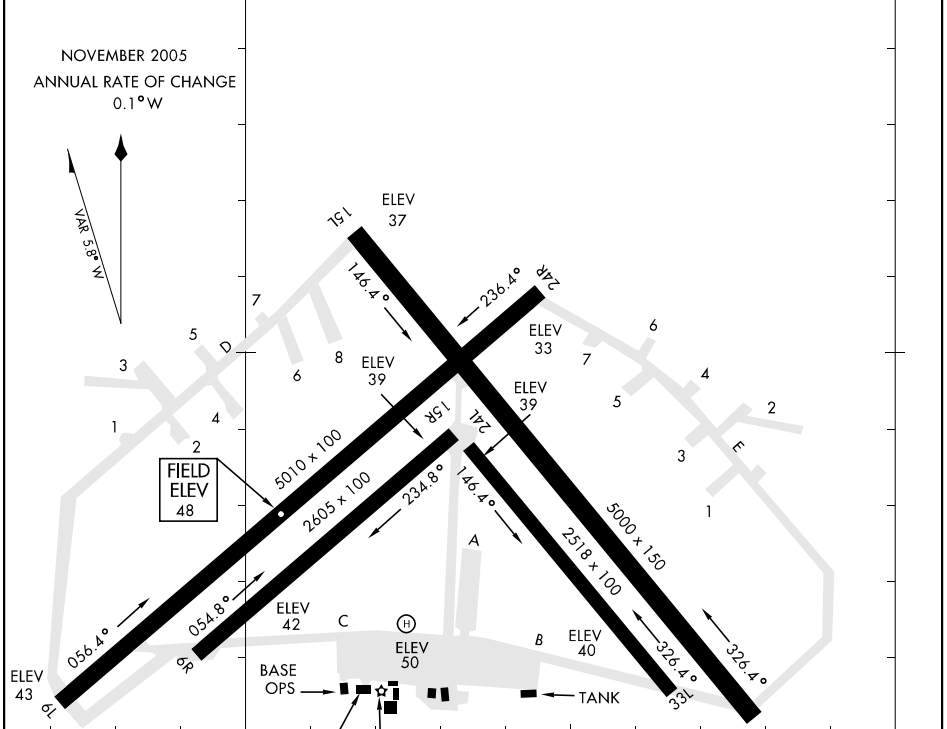 NOVEMBER 2005
ANNUAL RATE OF CHANGE
0.1° W
VAR 5.8° W
15L
ELEV
37
146.4°
236.4°
24R
ELEV
33
7
5
D
3
8
6
1
4
2
ELEV
39
ELEV
39
15R
24L
6
7
4
5
2
E
3
1
FIELD
ELEV
48
5010 x 100
2605 x 100
234.8°
146.4°
A
2518 x 100
5000 x 150
056.4°
054.8°
ELEV
42
C
H
ELEV
50
B
ELEV
40
326.4°
326.4°
6R
33L
ELEV
43
6L
BASE
OPS
TANK